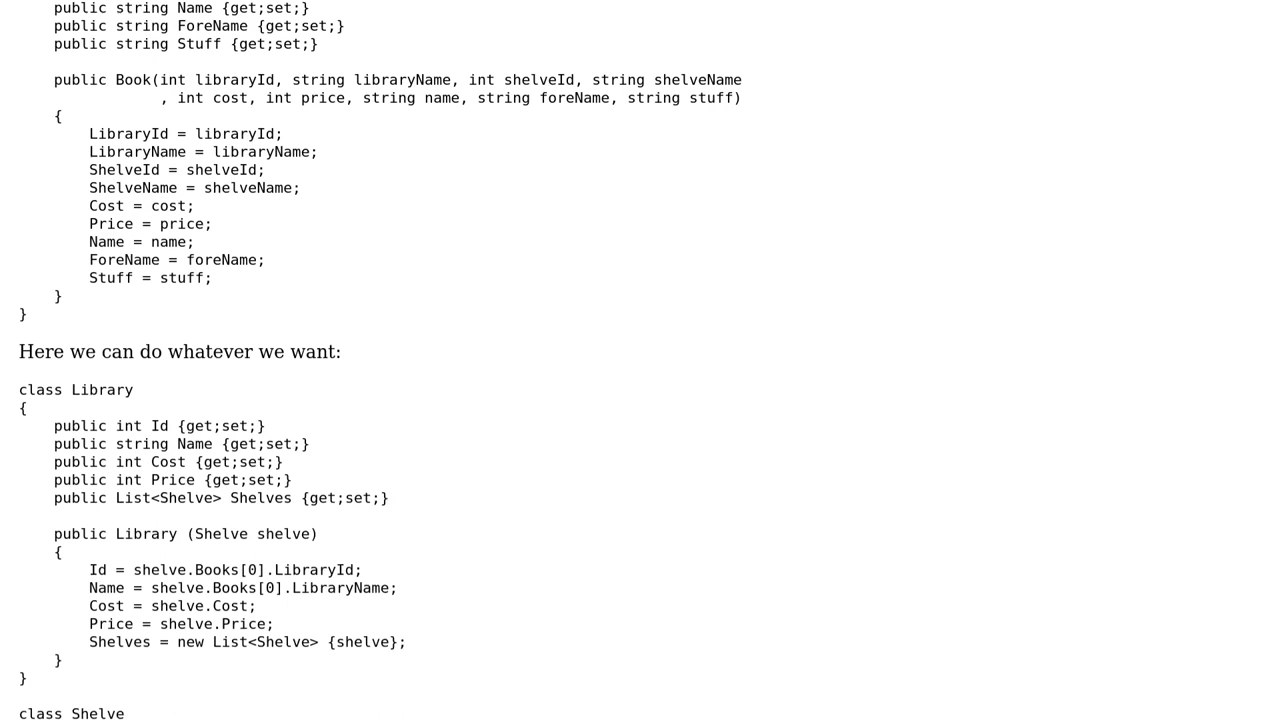 public string Name {get;set;}
public string ForeName {get;set;}
public string Stuff {get;set;}
public Book(int libraryId, string libraryName, int shelveId, string shelveName
, int cost, int price, string name, string foreName, string stuff)
{
LibraryId = libraryId;
LibraryName = libraryName;
ShelveId = shelveId;
ShelveName = shelveName;
Cost = cost;
Price = price;
Name = name;
ForeName = foreName;
Stuff = stuff;
}
}
Here we can do whatever we want:
class Library
{
public int Id {get;set;}
public string Name {get;set;}
public int Cost {get;set;}
public int Price {get;set;}
public List<Shelve> Shelves {get;set;}
public Library (Shelve shelve)
{
Id = shelve.Books[0].LibraryId;
Name = shelve.Books[0].LibraryName;
Cost = shelve.Cost;
Price = shelve.Price;
Shelves = new List<Shelve> {shelve};
}
}
class Shelve